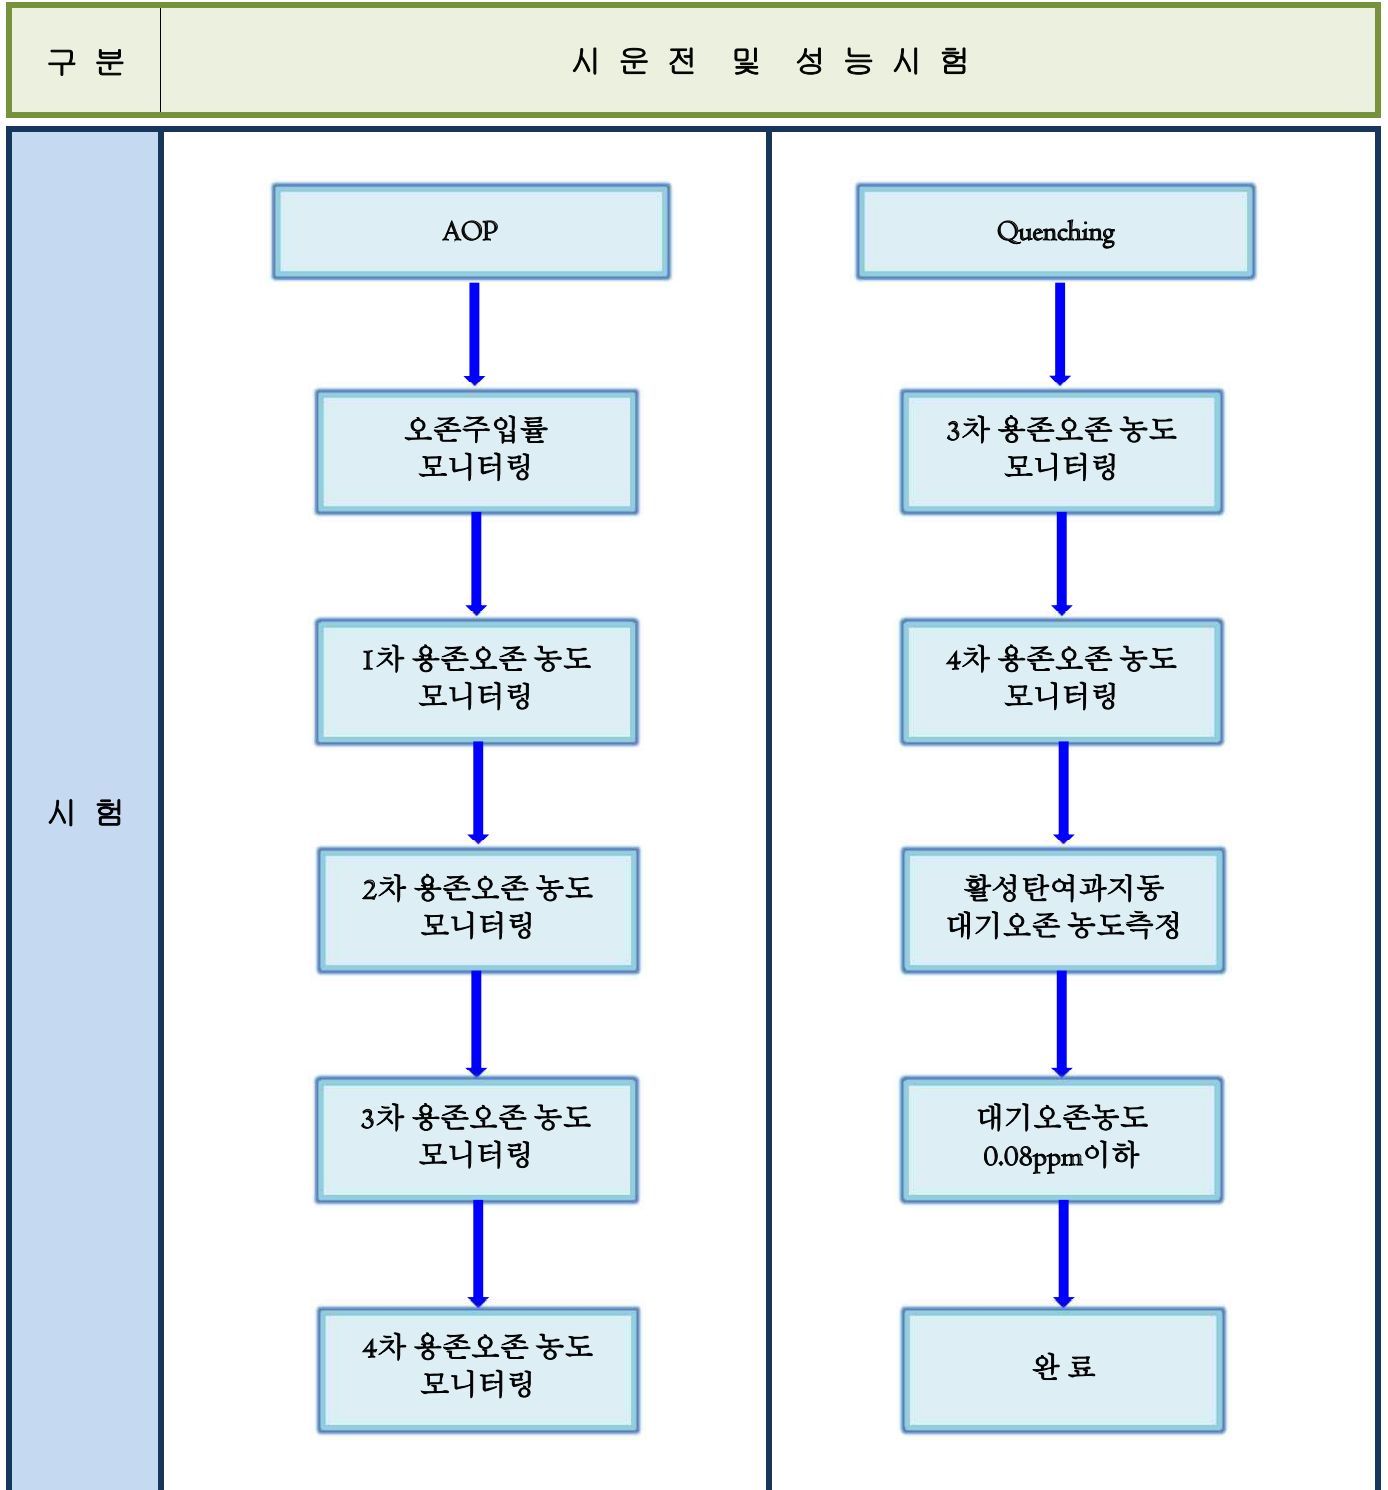 구 분
시 운 전 및 성 능 시 험
시 험
AOP
오존주입률
모니터링
1차 용존오존 농도
모니터링
2차 용존오존 농도
모니터링
3차 용존오존 농도
모니터링
4차 용존오존 농도
모니터링
Quenching
3차 용존오존 농도
모니터링
4차 용존오존 농도
모니터링
활성탄여과지동
대기오존 농도측정
대기오존농도
0.08ppm이하
완 료